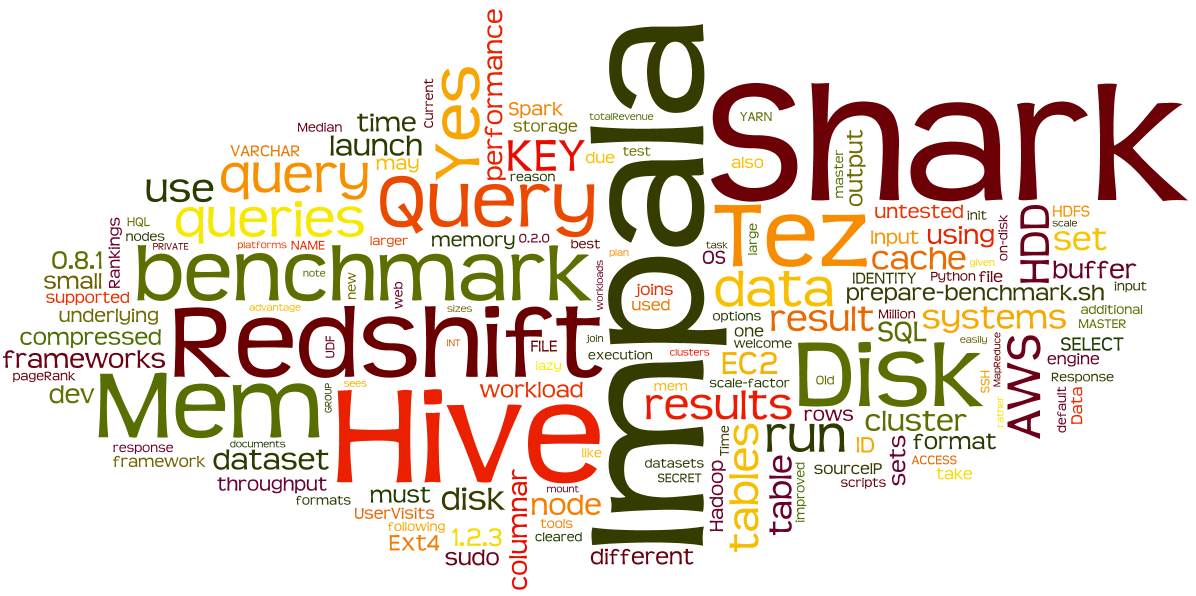 Impala
Shark
Redshift
Hive
Mem
Disk
benchmark
Query
Tez
Yes
query
queries
data
AWS
HDD
KEY
run
results
result
tables
table
use
performance
columnar
Current
Median
time
launch
VARCHAR
may
Spark
storage
totalRevenue
due
test
reason
YARN
also
master
output
untested
init
Input
using
cache
on-disk
HDFS
scale
set
given
buffer
input
HQL
nodes
PRIVATE
Rankings
0.8.1
small
supported
underlying
compressed
frameworks
pageRank
dev
platforms
NAME
larger
memory
0.2.0
best
note
new
web
workloads
plan
joins
used
task
OS
large
IDENTITY
Python
file
prepare-benchmark.sh
additional
MASTER
advantage
sizes
UDF
INT
FILE
join
lazy
execution
clusters
options
one
welcome
Million
SQL
systems
easily
MapReduce
SELECT
engine
Response
GROUP
sees
workload
mem
EC2
scale-factor
Old
rows
cluster
SSH
rather
default
Data
response
framework
documents
dataset
throughput
formats
must
disk
UserVisits
following
Ext4
1.2.3
sudo
mount
like
node
tools
cleared
different
datasets
SECRET
Hadoop
Time
improved
ID
sourceIP
scripts
sets
format
ACCESS
take